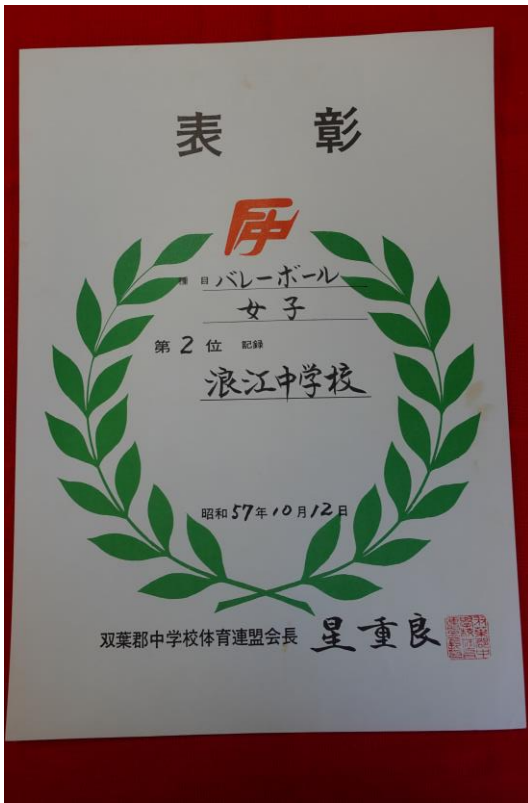 表 彰
種 目 バレーボール
女子
第 2 位 記録
浪江中学校
昭和57年10月12日
双葉郡中学校体育連盟会長 星重良